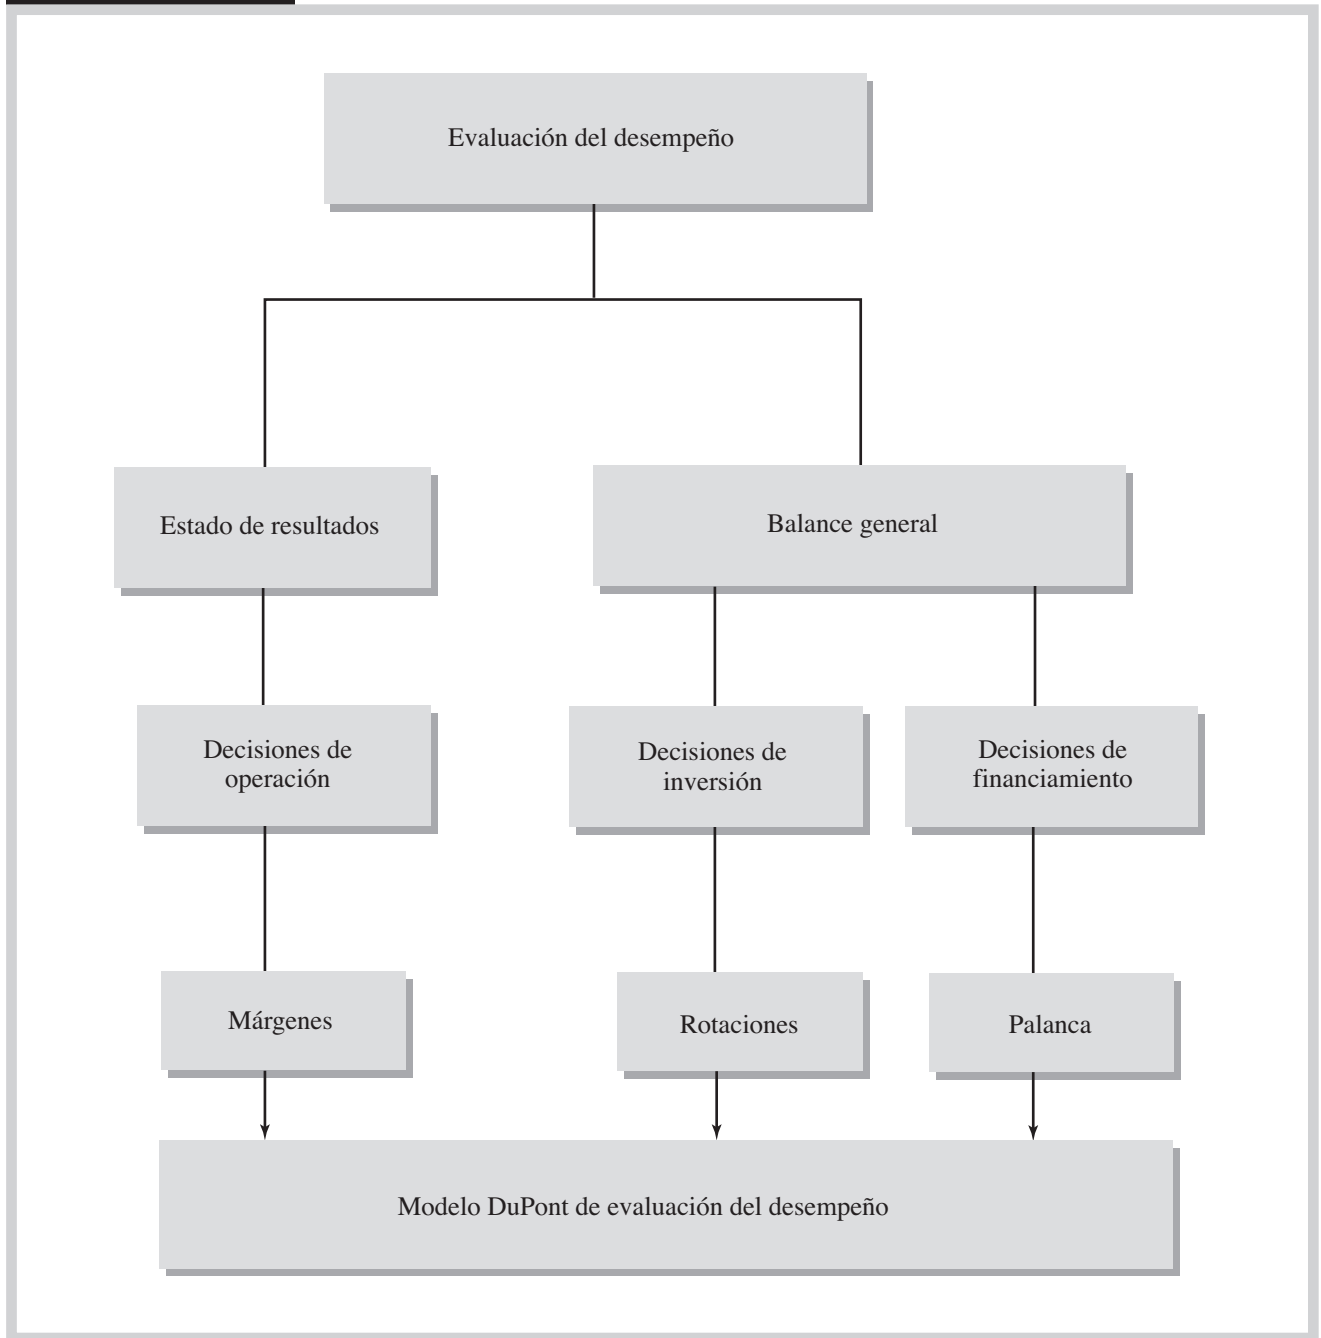 Evaluación del desempeño
Estado de resultados
Balance general
Decisiones de
operación
Decisiones de
inversión
Decisiones de
financiamiento
Márgenes
Rotaciones
Palanca
Modelo DuPont de evaluación del desempeño